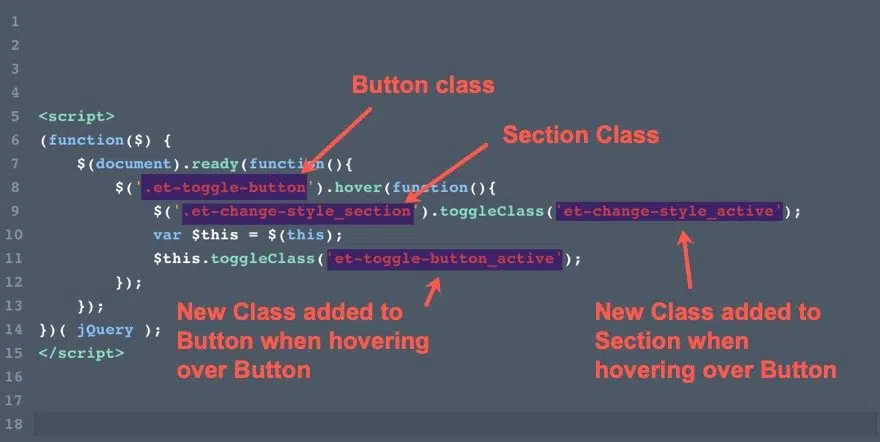 1
2
3
4
Button class
5 <script>
Section Class
6 (function($) {
7 $(document).ready(function(){
8 $('.et-toggle-button').hover(function(){
9 $('.et-change-style_section').toggleClass('et-change-style_active');
10 var $this = $(this);
11 $this.toggleClass('et-toggle-button_active');
12 });
13 });
14 })( jQuery );
15 </script>
New Class added to
Button when hovering
over Button
New Class added to
Section when
hovering over Button
16
17
18